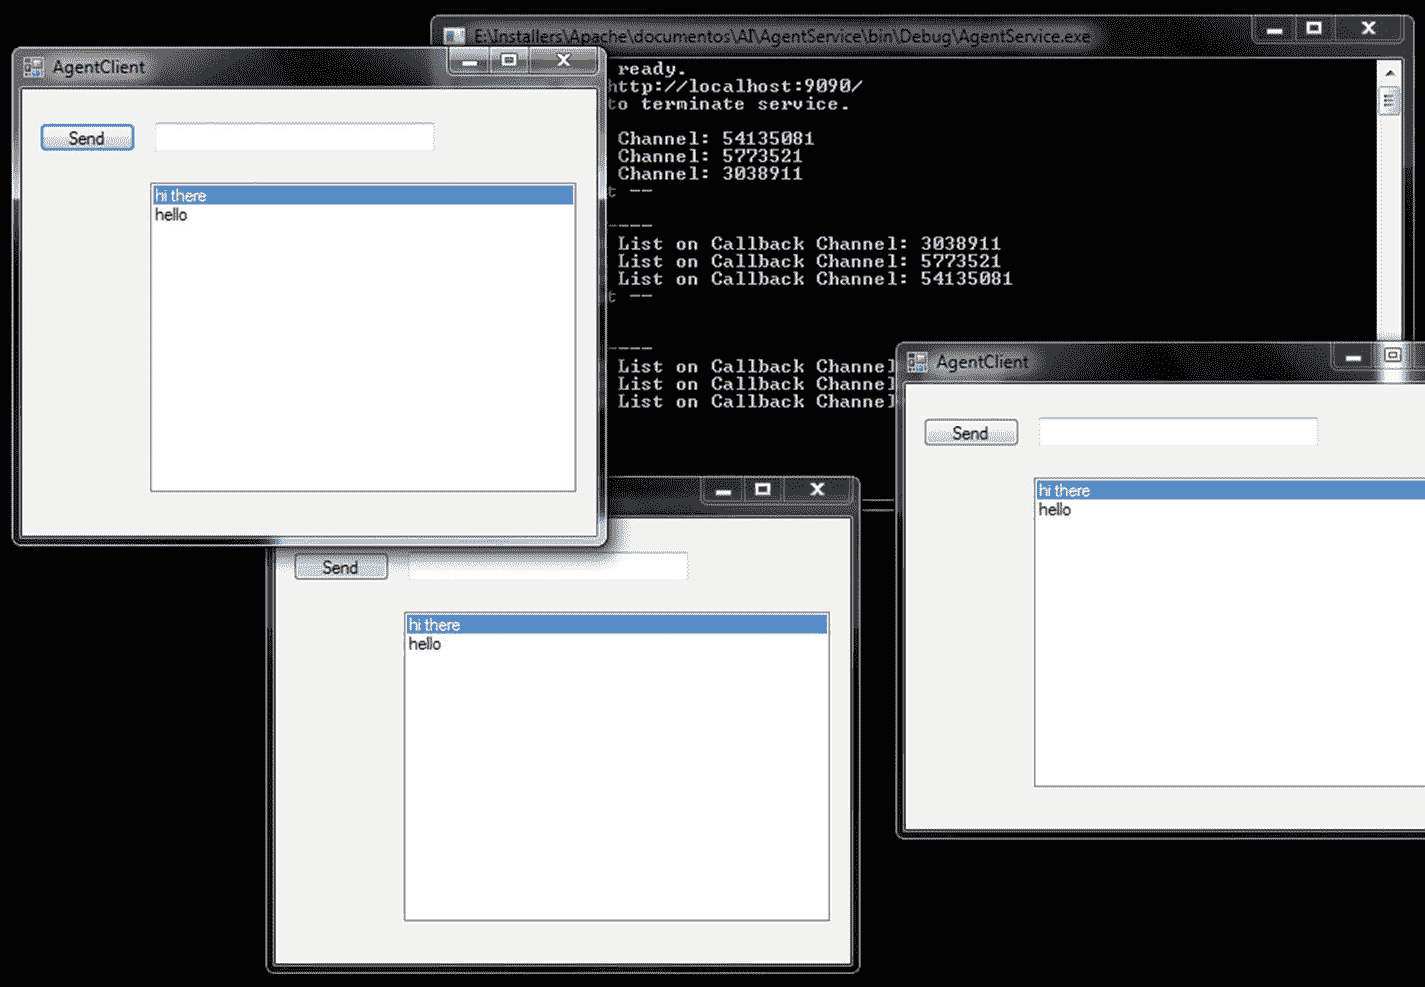 E:\Installers\Apache\documentos\AI\AgentService\bin\Debug\AgentService.exe
ready.
http://localhost:9090/
to terminate service.
Channel: 54135081
Channel: 5773521
Channel: 3038911
t --
----
List on Callback Channel: 3038911
List on Callback Channel: 5773521
List on Callback Channel: 54135081
t --
----
List on Callback Channel
List on Callback Channel
List on Callback Channel
AgentClient
Send
hi there
hello
AgentClient
Send
hi there
hello
Send
hi there
hello